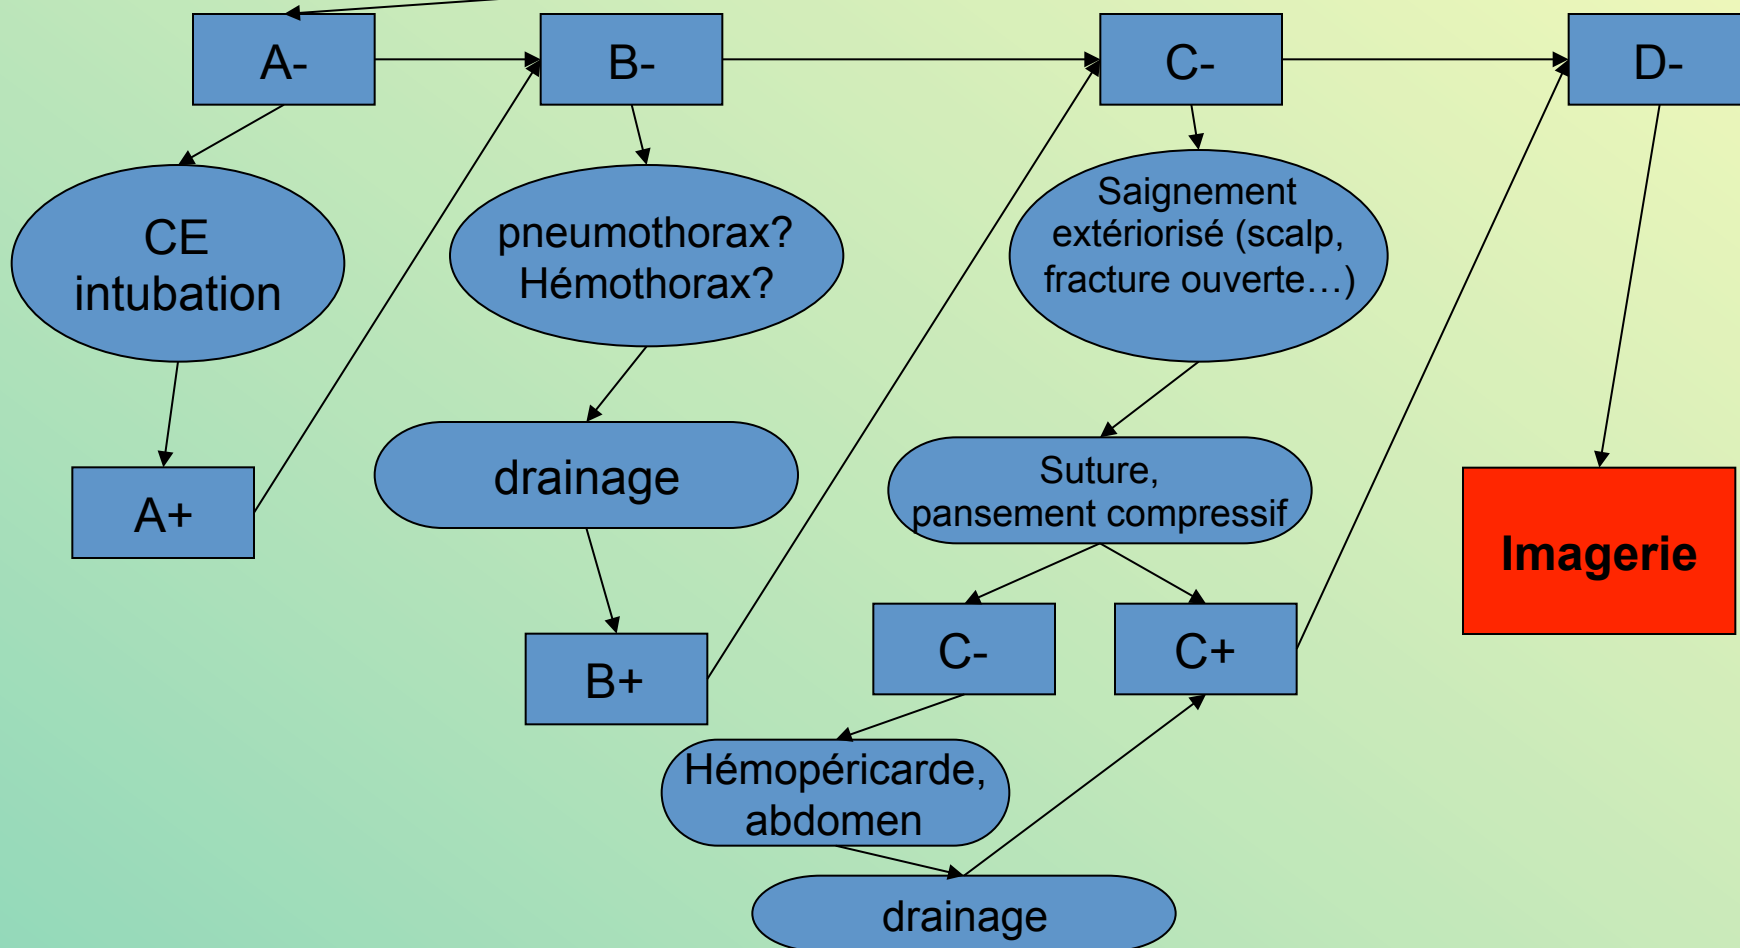 A-
B-
C-
D-
CE
intubation
pneumothorax?
Hémothorax?
Saignement
extériorisé (scalp,
fracture ouverte…)
A+
drainage
Suture,
pansement compressif
Imagerie
B+
C-
C+
Hémopéricarde,
abdomen
drainage